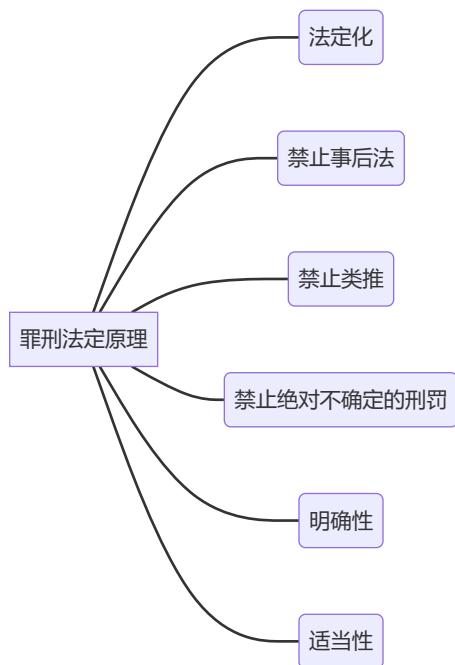 法定化
禁止事后法
禁止类推
罪刑法定原理
禁止绝对不确定的刑罚
明确性
适当性